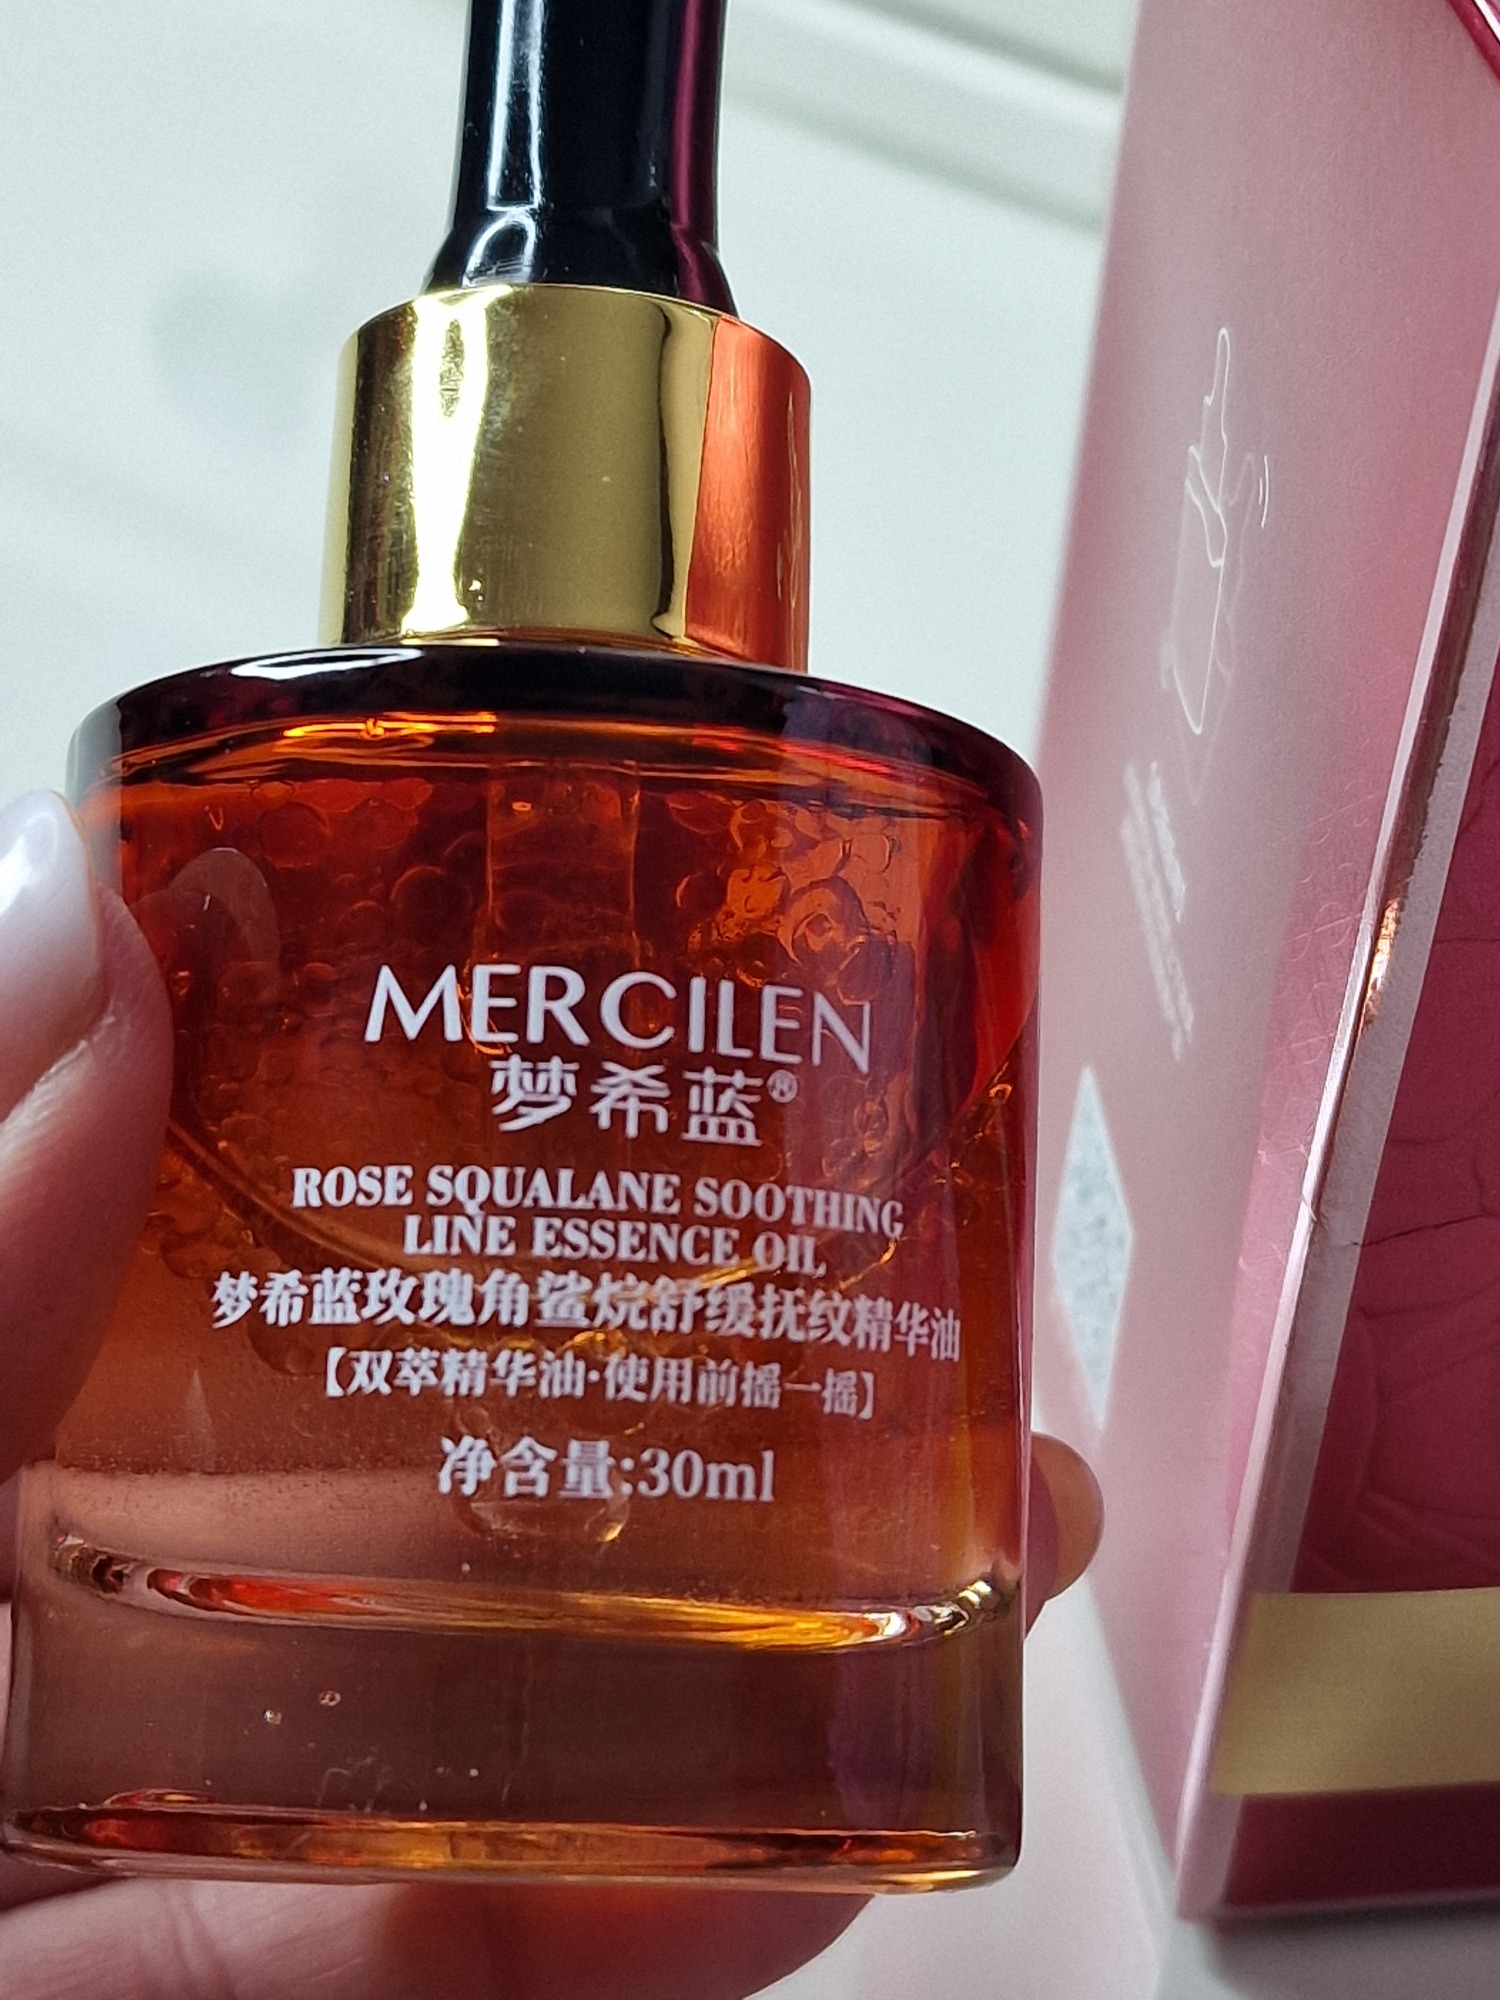 MERCILEN
梦希蓝®
ROSE SQUALANE SOOTHING
LINE ESSENCE OIL
梦希蓝玫瑰角鲨烷舒缓抚纹精华油
【双萃精华油·使用前摇一摇】
净含量:30ml